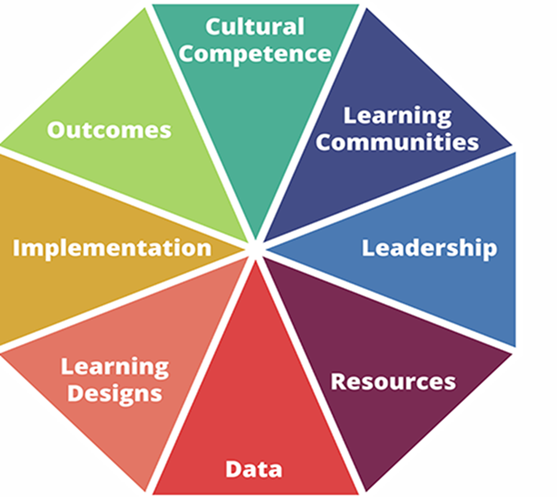 Cultural
Competence
Learning
Communities
Leadership
Resources
Data
Learning
Designs
Implementation
Outcomes